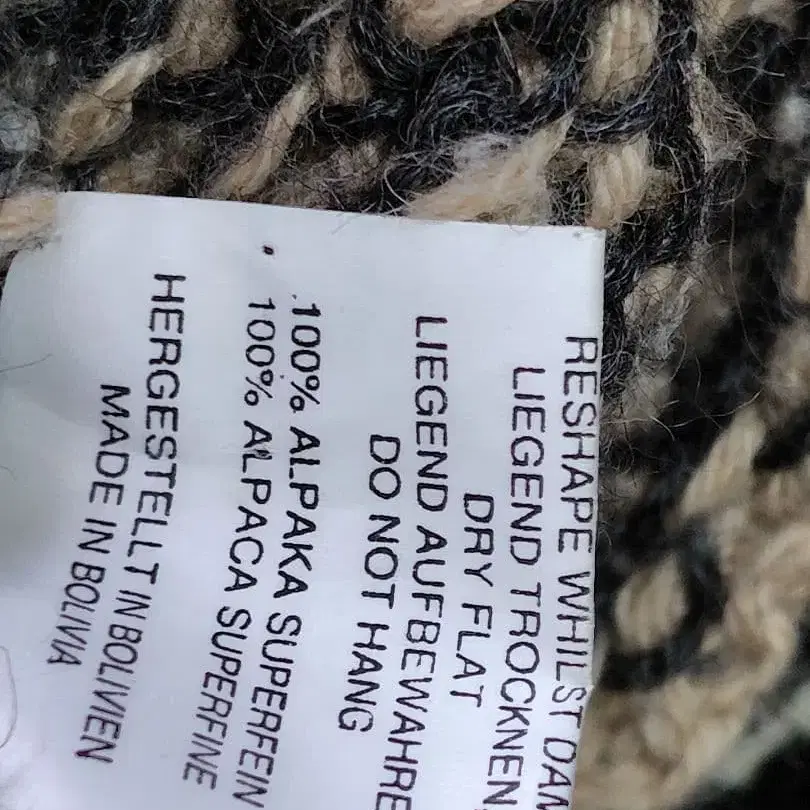 RESHAPE WHILST DAM
LIEGEND TROCKNEN
DRY FLAT
LIEGEND AUFBEWAHRE
DO NOT HANG
100% ALPAKA SUPERFEIN
100% ALPACA SUPERFINE
HERGESTELLT IN BOLIVIEN
MADE IN BOLIVIA